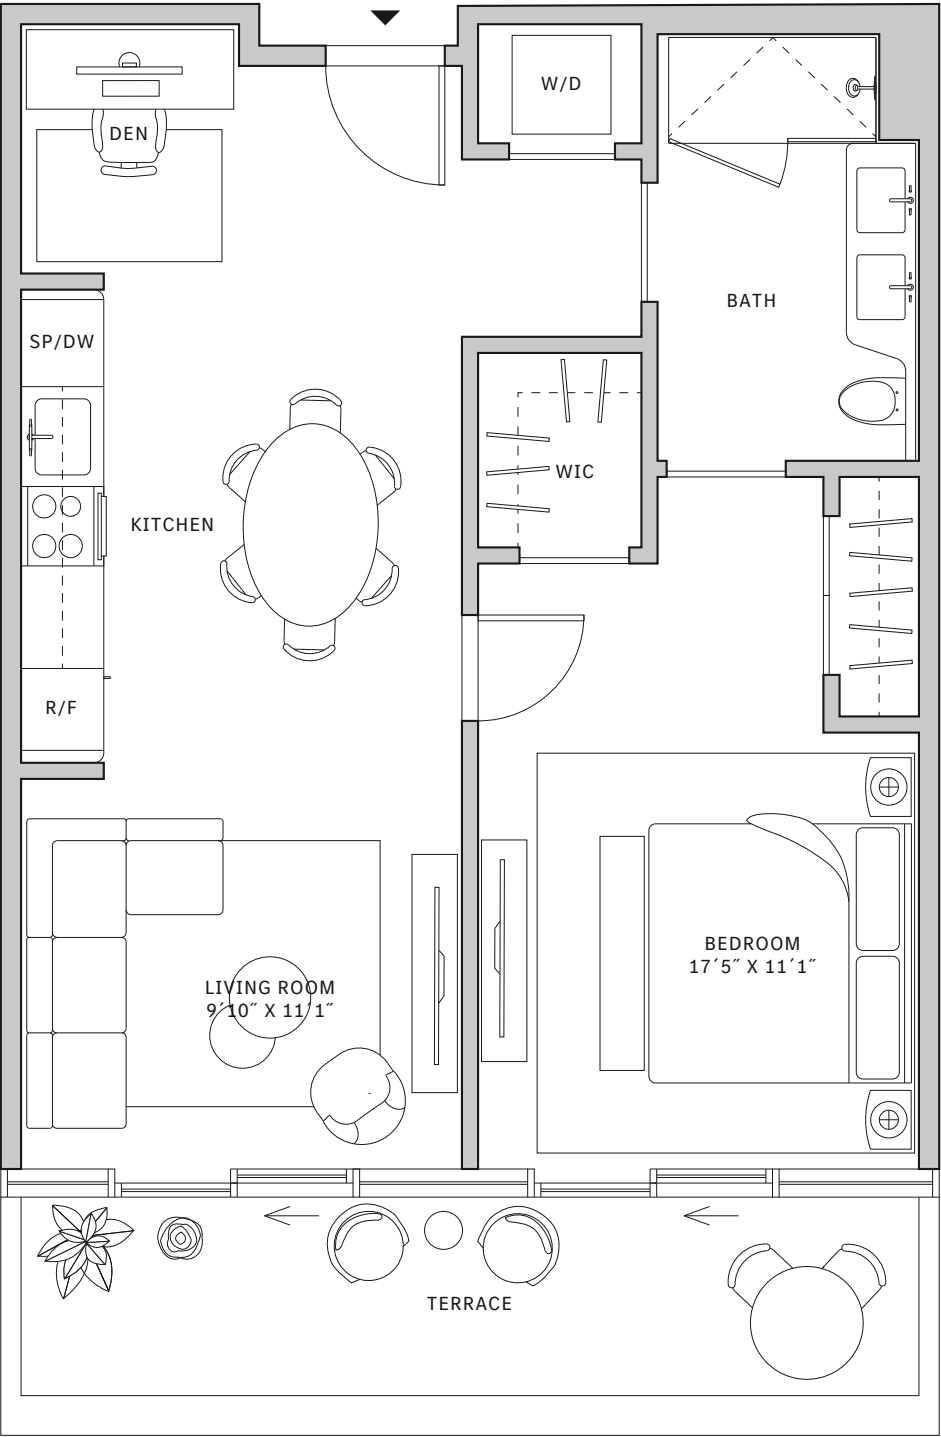 W/D
DEN
BATH
SP/DW
WIC
KITCHEN
R/F
BEDROOM
17´5˝ X 11´1˝
LIVING ROOM
9´10˝ X 11´1˝
TERRACE